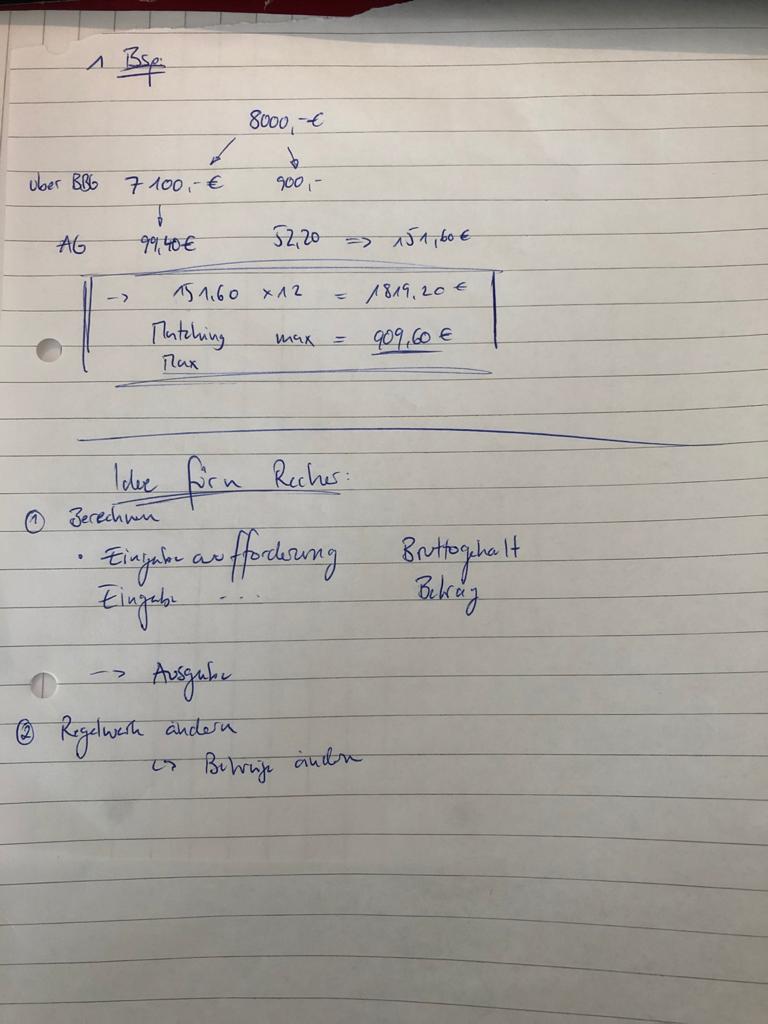 1 Bsp.
8000,-€
über BBG 7100,-€ 900,-
AG 99,40€ 52,20 => 151,60€
-> 151,60 x12 = 1819,20 €
Matching max = 909,60 €
Max
Idee für'n Rechner:
① Berechnen
· Eingabeaufforderung Bruttogehalt
Eingabe ... Betrag
-> Ausgabe
② Regelwerk ändern
↳ Beträge ändern